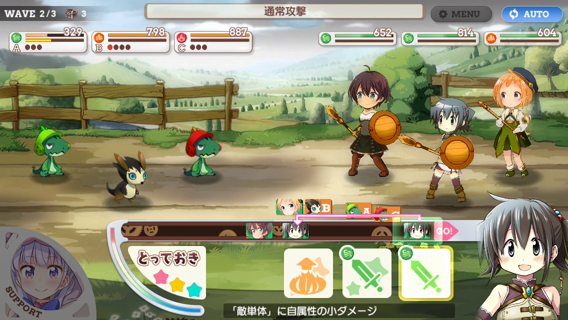 WAVE 2/3 3
通常攻撃
MENU
AUTO
A 329
B 798
C 887
652
814
604
B
A
C
GO!
とっておき
SUPPORT
「敵単体」に自属性の小ダメージ